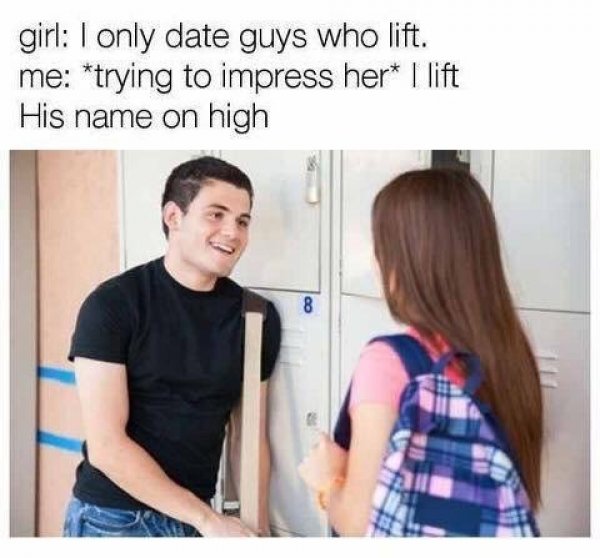 girl: I only date guys who lift.
me: *trying to impress her* I lift
His name on high
8